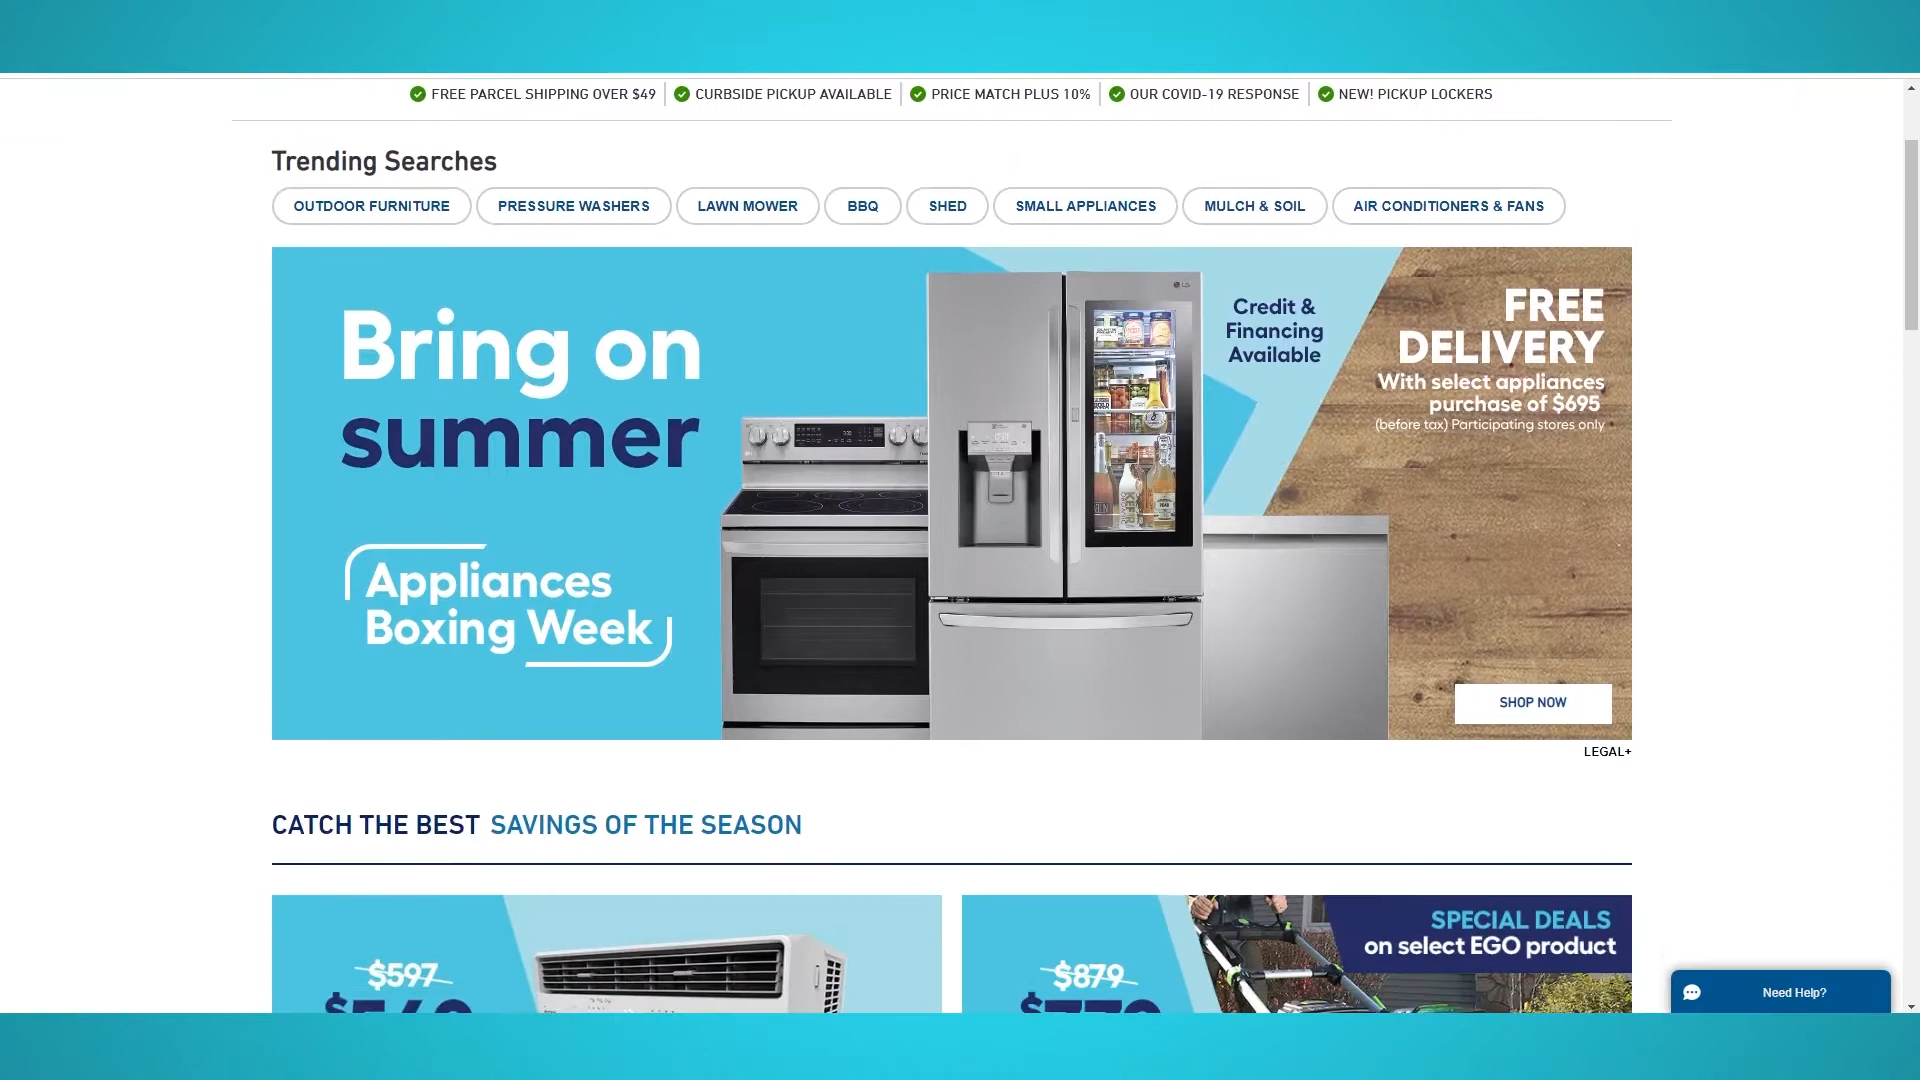 FREE PARCEL SHIPPING OVER $49
CURBSIDE PICKUP AVAILABLE
PRICE MATCH PLUS 10%
OUR COVID-19 RESPONSE
NEW! PICKUP LOCKERS
Trending Searches
OUTDOOR FURNITURE
PRESSURE WASHERS
LAWN MOWER
BBQ
SHED
SMALL APPLIANCES
MULCH & SOIL
AIR CONDITIONERS & FANS
Bring on
summer
Appliances
Boxing Week
Credit &
Financing
Available
FREE
DELIVERY
With select appliances
purchase of $695
(before tax) Participating stores only
SHOP NOW
LEGAL+
CATCH THE BEST SAVINGS OF THE SEASON
$597
$879
SPECIAL DEALS
on select EGO product
Need Help?